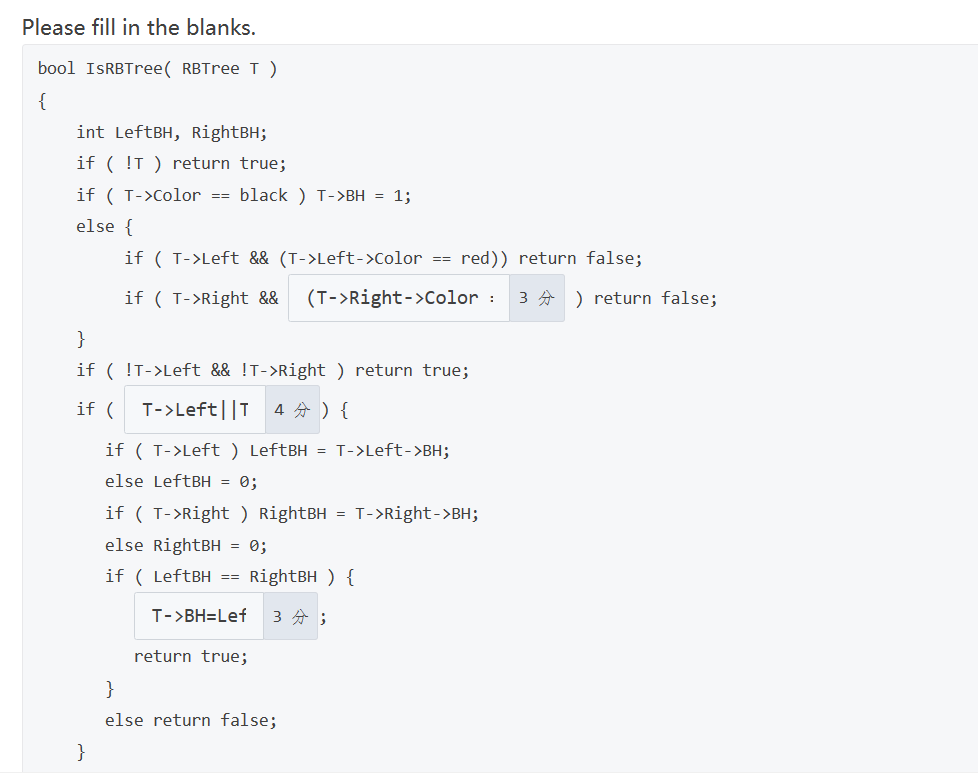 Please fill in the blanks.
bool IsRBTree( RBTree T )
{
int LeftBH, RightBH;
if ( !T ) return true;
if ( T->Color == black ) T->BH = 1;
else {
if ( T->Left && (T->Left->Color == red)) return false;
if ( T->Right && (T->Right->Color : 3 分 ) return false;
}
if ( !T->Left && !T->Right ) return true;
if ( T->Left||T 4 分 ) {
if ( T->Left ) LeftBH = T->Left->BH;
else LeftBH = 0;
if ( T->Right ) RightBH = T->Right->BH;
else RightBH = 0;
if ( LeftBH == RightBH ) {
T->BH=Lef 3 分 ;
return true;
}
else return false;
}